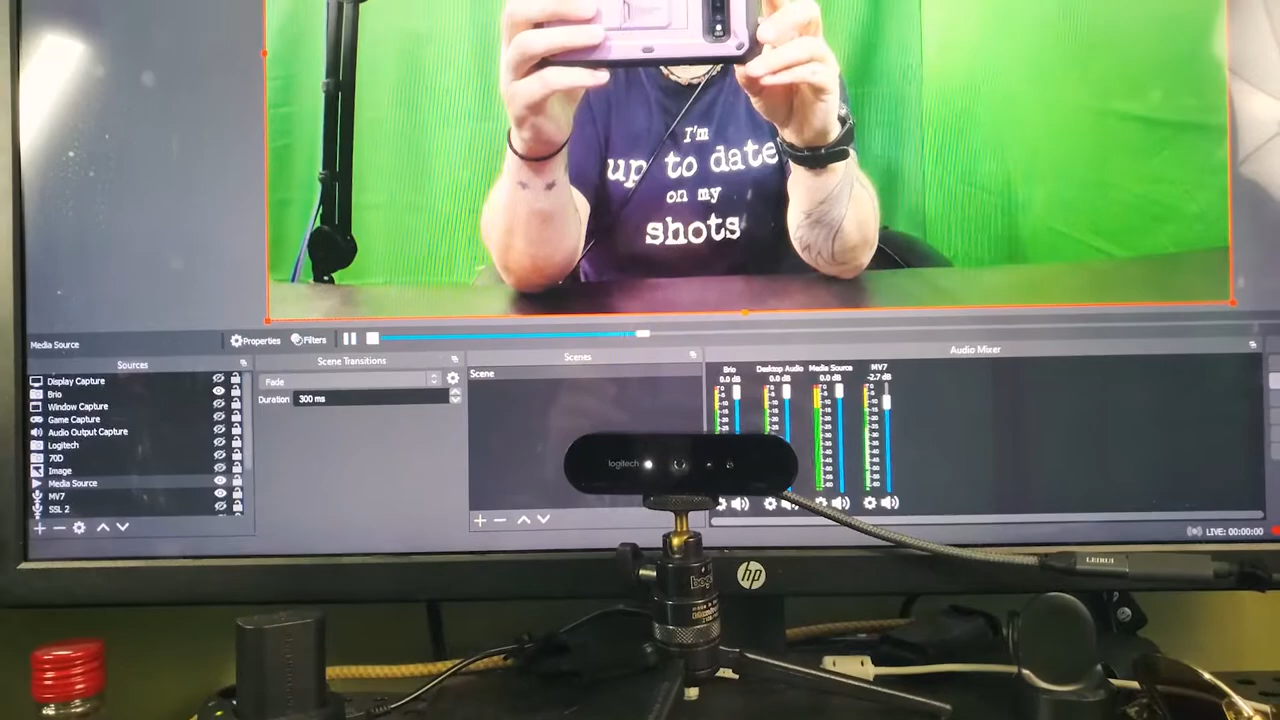 I'm
up to date
on my
shots
Media Source
Properties
Filters
Sources
Scene Transitions
Scenes
Audio Mixer
Display Capture
Brio
Window Capture
Game Capture
Audio Output Capture
Logitech
70D
Image
Media Source
MV7
SSL 2
Fade
Duration
300 ms
Scene
Brio
0.0 dB
Desktop Audio
0.0 dB
Media Source
0.0 dB
MV7
-2.7 dB
LIVE: 00:00:00
logitech
hp
LEIRUI